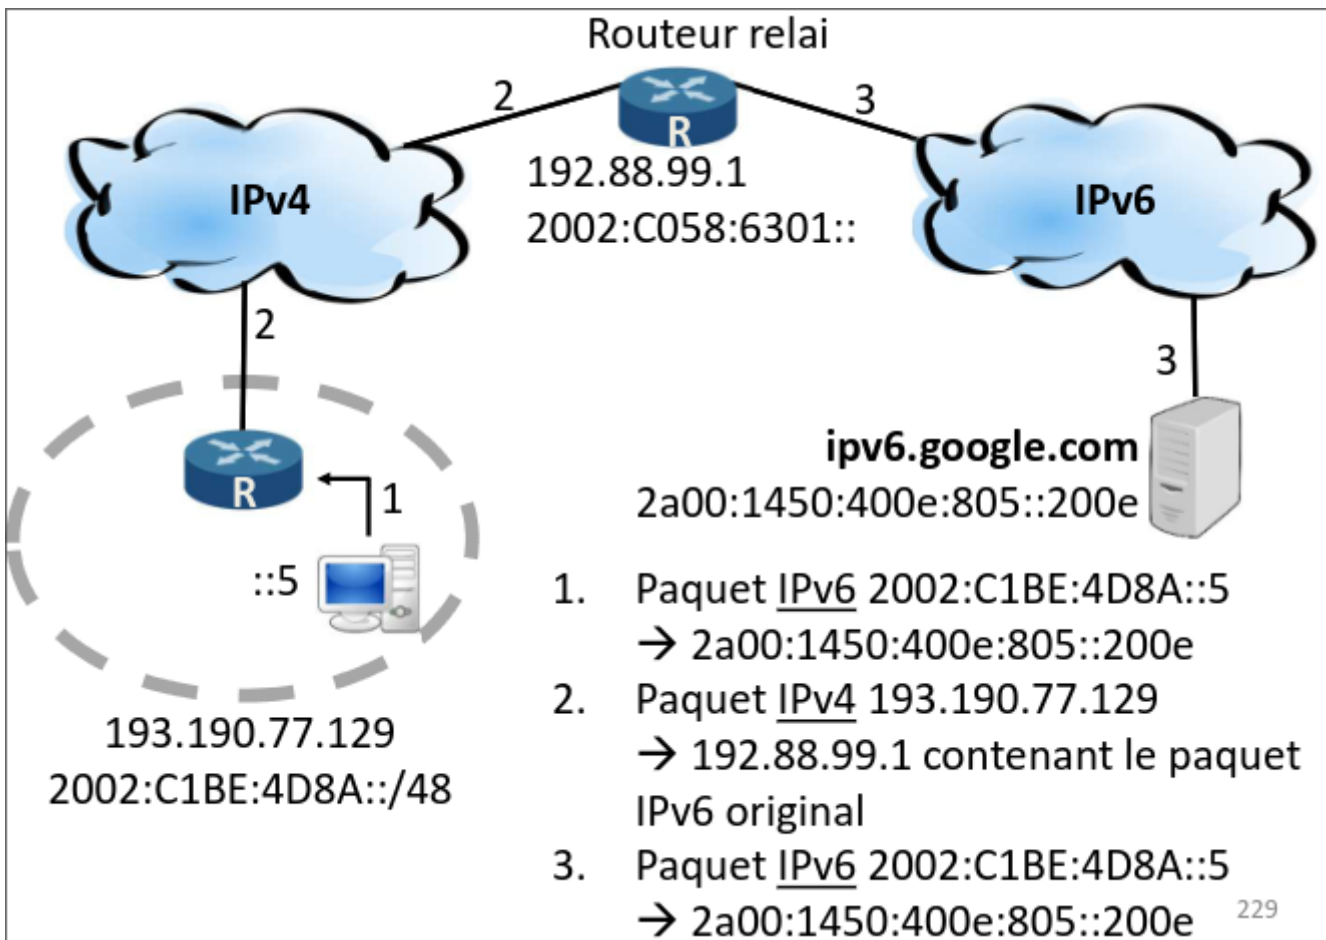 Routeur relai
2
3
R
192.88.99.1
2002:C058:6301::
IPv4
IPv6
2
3
R
1
::5
ipv6.google.com
2a00:1450:400e:805::200e
193.190.77.129
2002:C1BE:4D8A::/48
1. Paquet IPv6 2002:C1BE:4D8A::5
→ 2a00:1450:400e:805::200e
2. Paquet IPv4 193.190.77.129
→ 192.88.99.1 contenant le paquet
IPv6 original
3. Paquet IPv6 2002:C1BE:4D8A::5
→ 2a00:1450:400e:805::200e
229